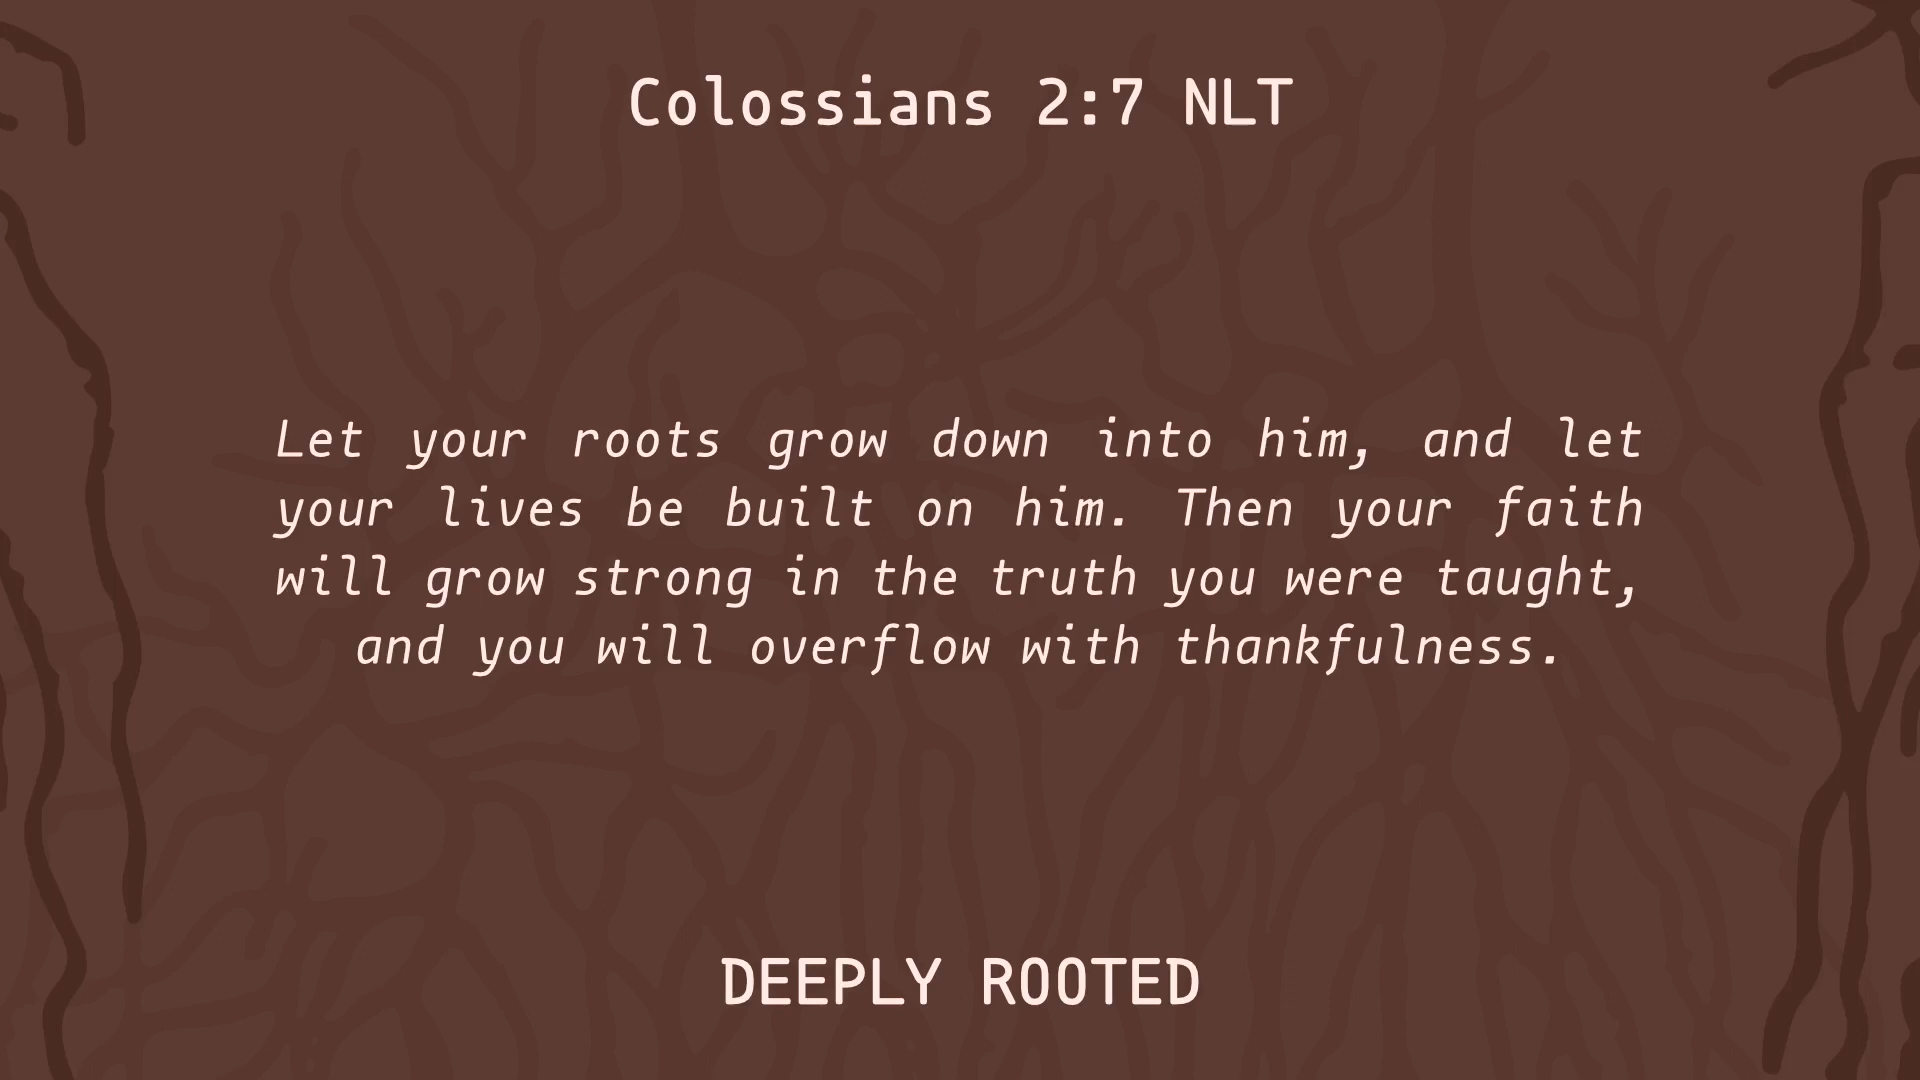 Colossians 2:7 NLT
Let your roots grow down into him, and let
your lives be built on him. Then your faith
will grow strong in the truth you were taught,
and you will overflow with thankfulness.
DEEPLY ROOTED